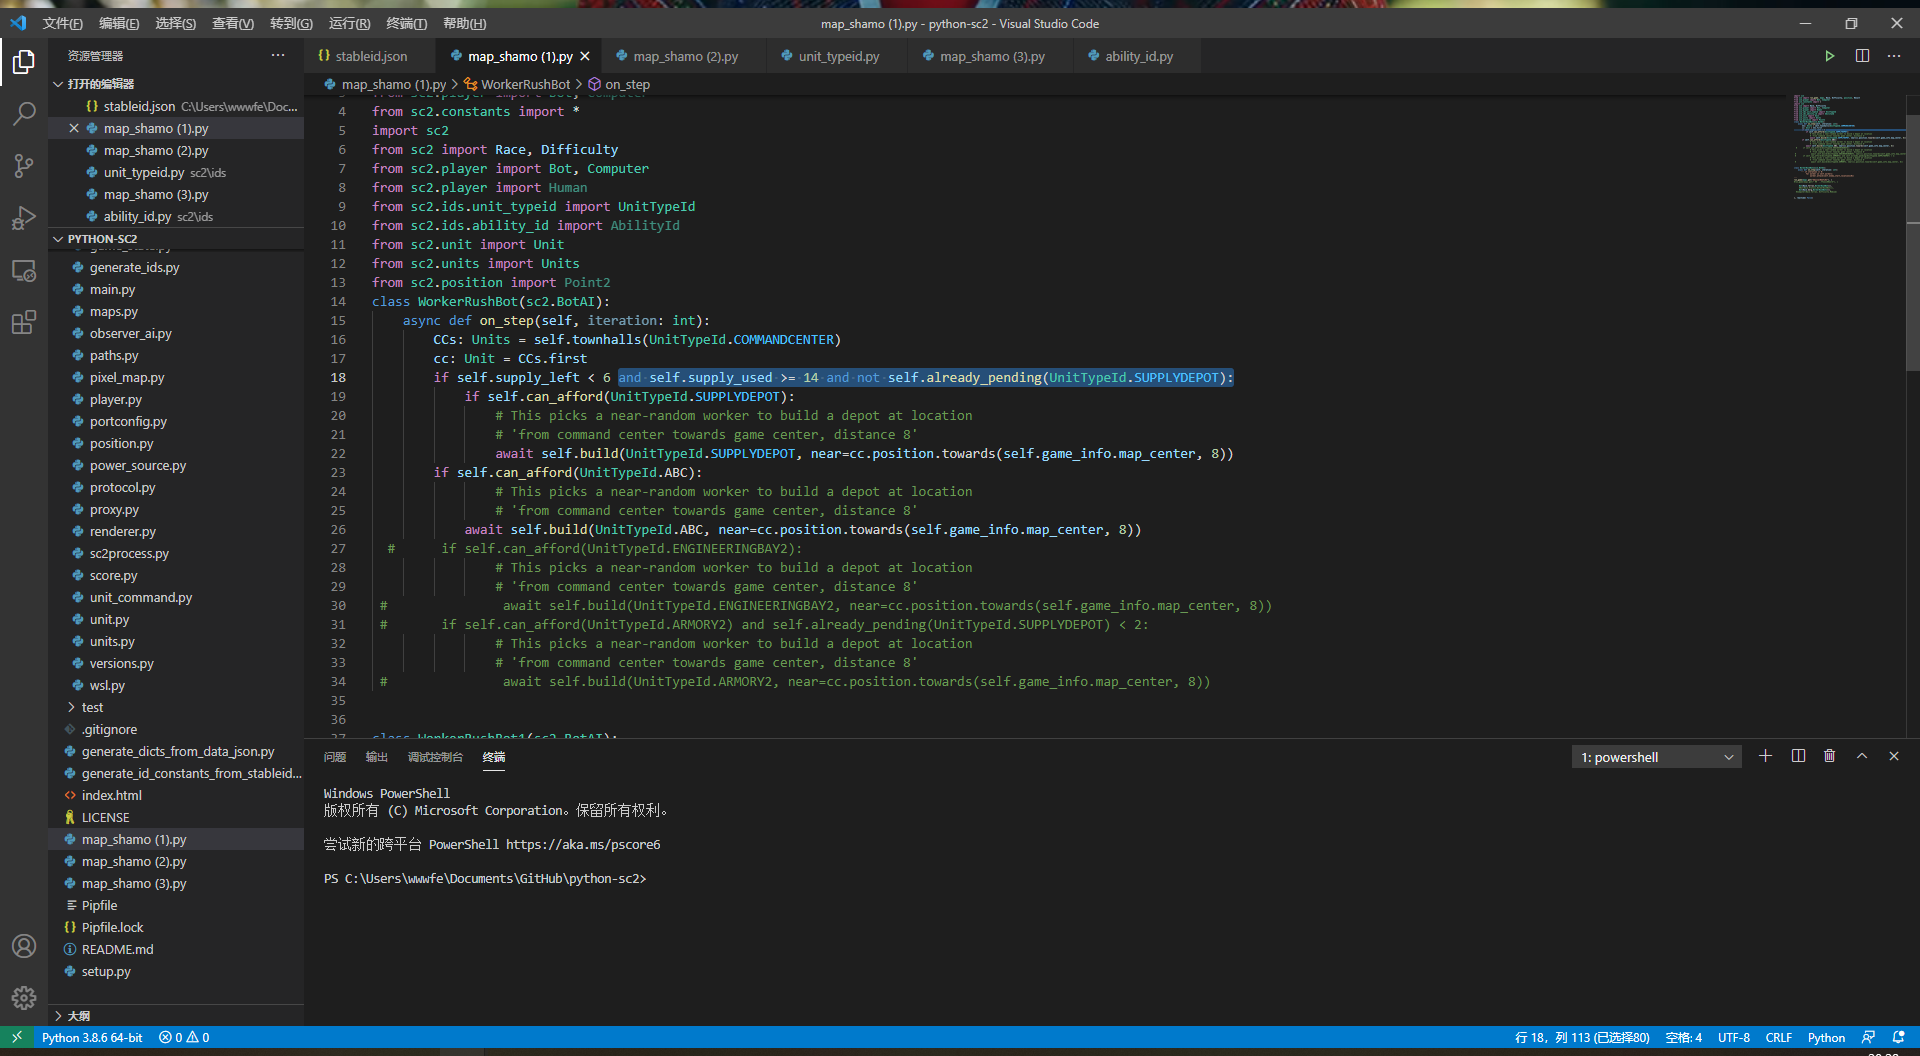 文件(F) 编辑(E) 选择(S) 查看(V) 转到(G) 运行(R) 终端(T) 帮助(H)
map_shamo (1).py - python-sc2 - Visual Studio Code
资源管理器
打开的编辑器
stableid.json C:\Users\wwwfe\Doc...
map_shamo (1).py
map_shamo (2).py
unit_typeid.py sc2\ids
map_shamo (3).py
ability_id.py sc2\ids
PYTHON-SC2
generate_ids.py
main.py
maps.py
observer_ai.py
paths.py
pixel_map.py
player.py
portconfig.py
position.py
power_source.py
protocol.py
proxy.py
renderer.py
sc2process.py
score.py
unit_command.py
unit.py
units.py
versions.py
wsl.py
test
.gitignore
generate_dicts_from_data_json.py
generate_id_constants_from_stableid...
index.html
LICENSE
map_shamo (1).py
map_shamo (2).py
map_shamo (3).py
Pipfile
Pipfile.lock
README.md
setup.py
大纲
stableid.json
map_shamo (1).py
map_shamo (2).py
unit_typeid.py
map_shamo (3).py
ability_id.py
map_shamo (1).py > WorkerRushBot > on_step
4 from sc2.constants import *
5 import sc2
6 from sc2 import Race, Difficulty
7 from sc2.player import Bot, Computer
8 from sc2.player import Human
9 from sc2.ids.unit_typeid import UnitTypeId
10 from sc2.ids.ability_id import AbilityId
11 from sc2.unit import Unit
12 from sc2.units import Units
13 from sc2.position import Point2
14 class WorkerRushBot(sc2.BotAI):
15 async def on_step(self, iteration: int):
16 CCs: Units = self.townhalls(UnitTypeId.COMMANDCENTER)
17 cc: Unit = CCs.first
18 if self.supply_left < 6 and self.supply_used >= 14 and not self.already_pending(UnitTypeId.SUPPLYDEPOT):
19 if self.can_afford(UnitTypeId.SUPPLYDEPOT):
20 # This picks a near-random worker to build a depot at location
21 # 'from command center towards game center, distance 8'
22 await self.build(UnitTypeId.SUPPLYDEPOT, near=cc.position.towards(self.game_info.map_center, 8))
23 if self.can_afford(UnitTypeId.ABC):
24 # This picks a near-random worker to build a depot at location
25 # 'from command center towards game center, distance 8'
26 await self.build(UnitTypeId.ABC, near=cc.position.towards(self.game_info.map_center, 8))
27 # if self.can_afford(UnitTypeId.ENGINEERINGBAY2):
28 # This picks a near-random worker to build a depot at location
29 # 'from command center towards game center, distance 8'
30 # await self.build(UnitTypeId.ENGINEERINGBAY2, near=cc.position.towards(self.game_info.map_center, 8))
31 # if self.can_afford(UnitTypeId.ARMORY2) and self.already_pending(UnitTypeId.SUPPLYDEPOT) < 2:
32 # This picks a near-random worker to build a depot at location
33 # 'from command center towards game center, distance 8'
34 # await self.build(UnitTypeId.ARMORY2, near=cc.position.towards(self.game_info.map_center, 8))
35
36
37 class WorkerRushBot1(sc2.BotAI):
问题 输出 调试控制台 终端
1: powershell
Windows PowerShell
版权所有 (C) Microsoft Corporation。保留所有权利。
尝试新的跨平台 PowerShell https://aka.ms/pscore6
PS C:\Users\wwwfe\Documents\GitHub\python-sc2>
Python 3.8.6 64-bit 0 0
行 18，列 113 (已选择80) 空格: 4 UTF-8 CRLF Python